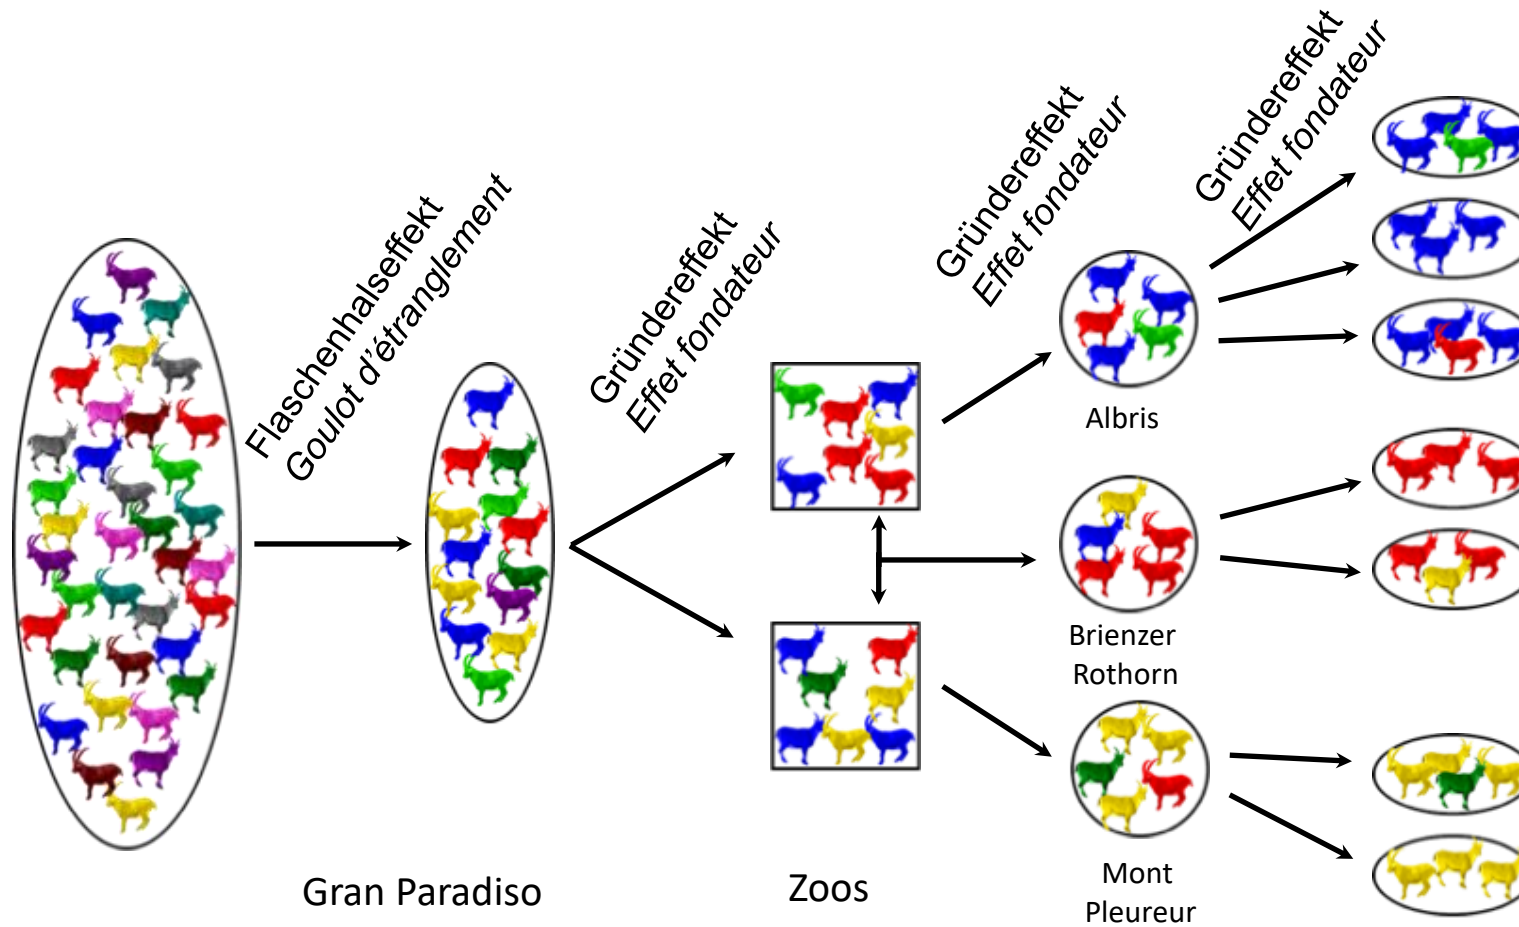 Flaschenhalseffekt
Goulot d'étranglement
Gründereffekt
Effet fondateur
Gründereffekt
Effet fondateur
Gründereffekt
Effet fondateur
Albris
Brienzer
Rothorn
Mont
Pleureur
Gran Paradiso
Zoos